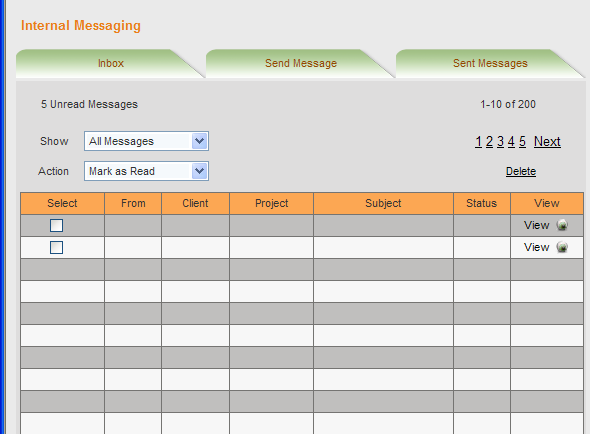 Internal Messaging
Inbox Send Message Sent Messages
5 Unread Messages 1-10 of 200
Show All Messages 1 2 3 4 5 Next
Action Mark as Read Delete
Select From Client Project Subject Status View
View
View